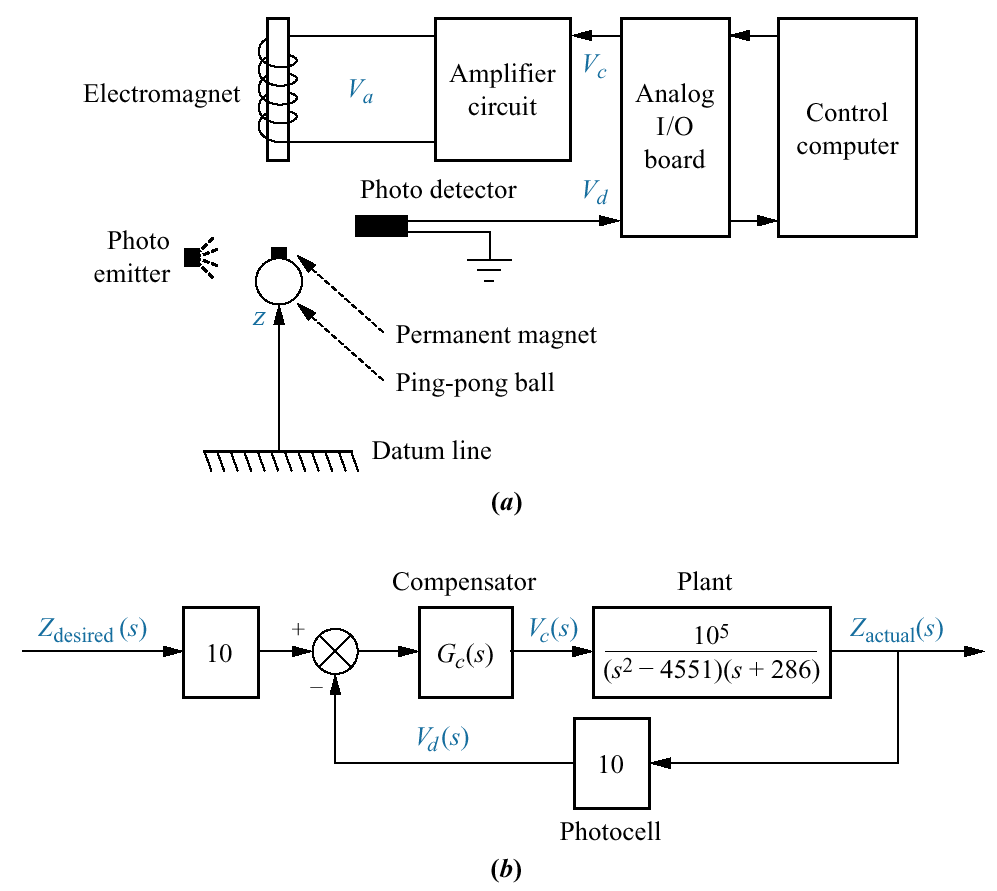 Electromagnet
V_a
Amplifier
circuit
V_c
Analog
I/O
board
Control
computer
Photo detector
V_d
Photo
emitter
z
Permanent magnet
Ping-pong ball
Datum line
(a)
Compensator
Plant
Z_desired (s)
10
+
−
G_c(s)
V_c(s)
10^5
(s^2 − 4551)(s + 286)
Z_actual(s)
V_d(s)
10
Photocell
(b)